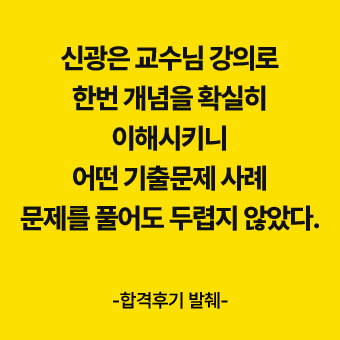 신광은 교수님 강의로
한번 개념을 확실히
이해시키니
어떤 기출문제 사례
문제를 풀어도 두렵지 않았다.
-합격후기 발췌-